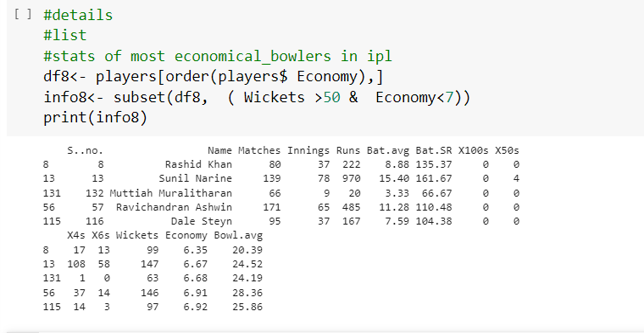 [ ] #details
#list
#stats of most economical_bowlers in ipl
df8<- players[order(players$ Economy),]
info8<- subset(df8,  ( Wickets >50 &  Economy<7))
print(info8)
S..no. Name Matches Innings Runs Bat.avg Bat.SR X100s X50s
8 8 Rashid Khan 80 37 222 8.88 135.37 0 0
13 13 Sunil Narine 139 78 970 15.40 161.67 0 4
131 132 Muttiah Muralitharan 66 9 20 3.33 66.67 0 0
56 57 Ravichandran Ashwin 171 65 485 11.28 110.48 0 0
115 116 Dale Steyn 95 37 167 7.59 104.38 0 0
X4s X6s Wickets Economy Bowl.avg
8 17 13 99 6.35 20.39
13 108 58 147 6.67 24.52
131 1 0 63 6.68 24.19
56 37 14 146 6.91 28.36
115 14 3 97 6.92 25.86